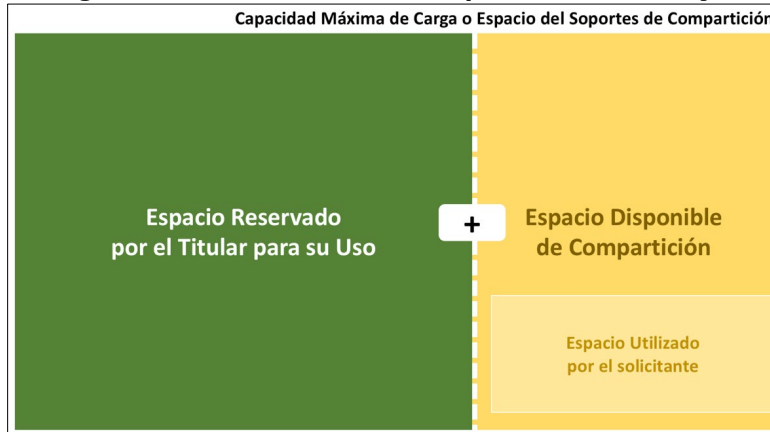 Capacidad Máxima de Carga o Espacio del Soportes de Compartición
Espacio Reservado
por el Titular para su Uso
+
Espacio Disponible
de Compartición
Espacio Utilizado
por el solicitante